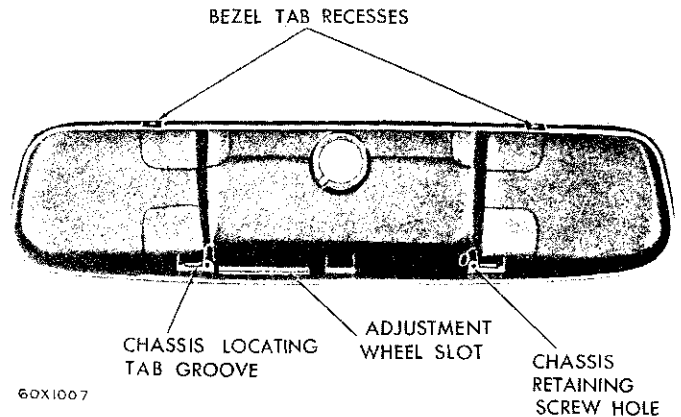 BEZEL TAB RECESSES
CHASSIS LOCATING
TAB GROOVE
ADJUSTMENT
WHEEL SLOT
CHASSIS
RETAINING
SCREW HOLE
60X1007